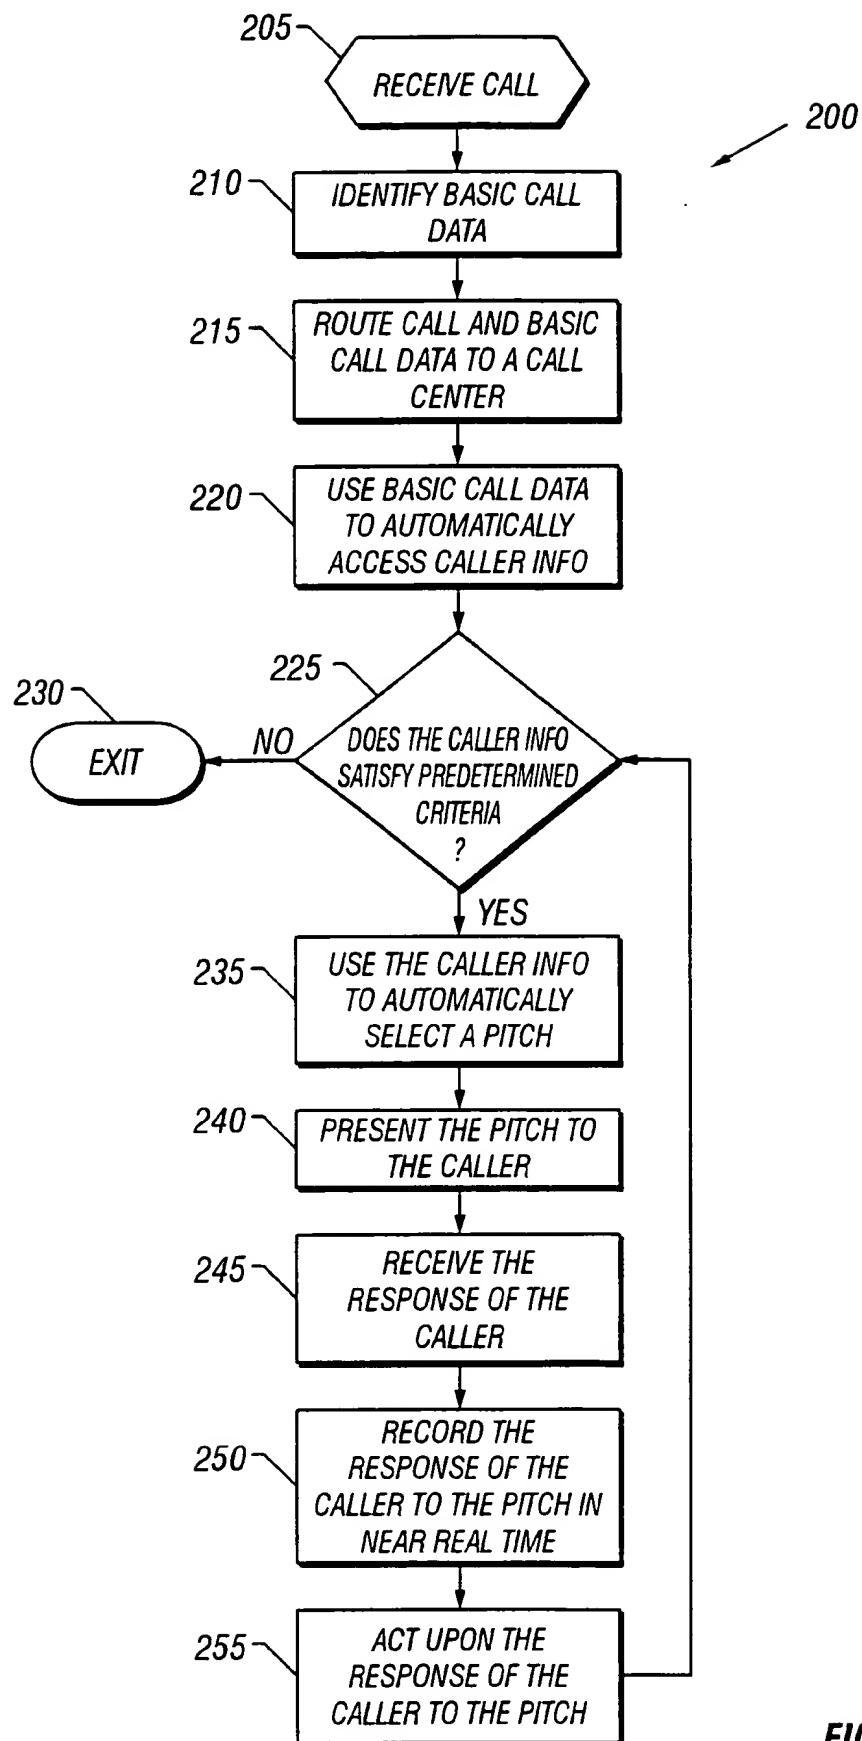 205
RECEIVE CALL
200
210
IDENTIFY BASIC CALL
DATA
215
ROUTE CALL AND BASIC
CALL DATA TO A CALL
CENTER
220
USE BASIC CALL DATA
TO AUTOMATICALLY
ACCESS CALLER INFO
225
230
EXIT
NO
DOES THE CALLER INFO
SATISFY PREDETERMINED
CRITERIA
?
YES
235
USE THE CALLER INFO
TO AUTOMATICALLY
SELECT A PITCH
240
PRESENT THE PITCH TO
THE CALLER
245
RECEIVE THE
RESPONSE OF THE
CALLER
250
RECORD THE
RESPONSE OF THE
CALLER TO THE PITCH IN
NEAR REAL TIME
255
ACT UPON THE
RESPONSE OF THE
CALLER TO THE PITCH